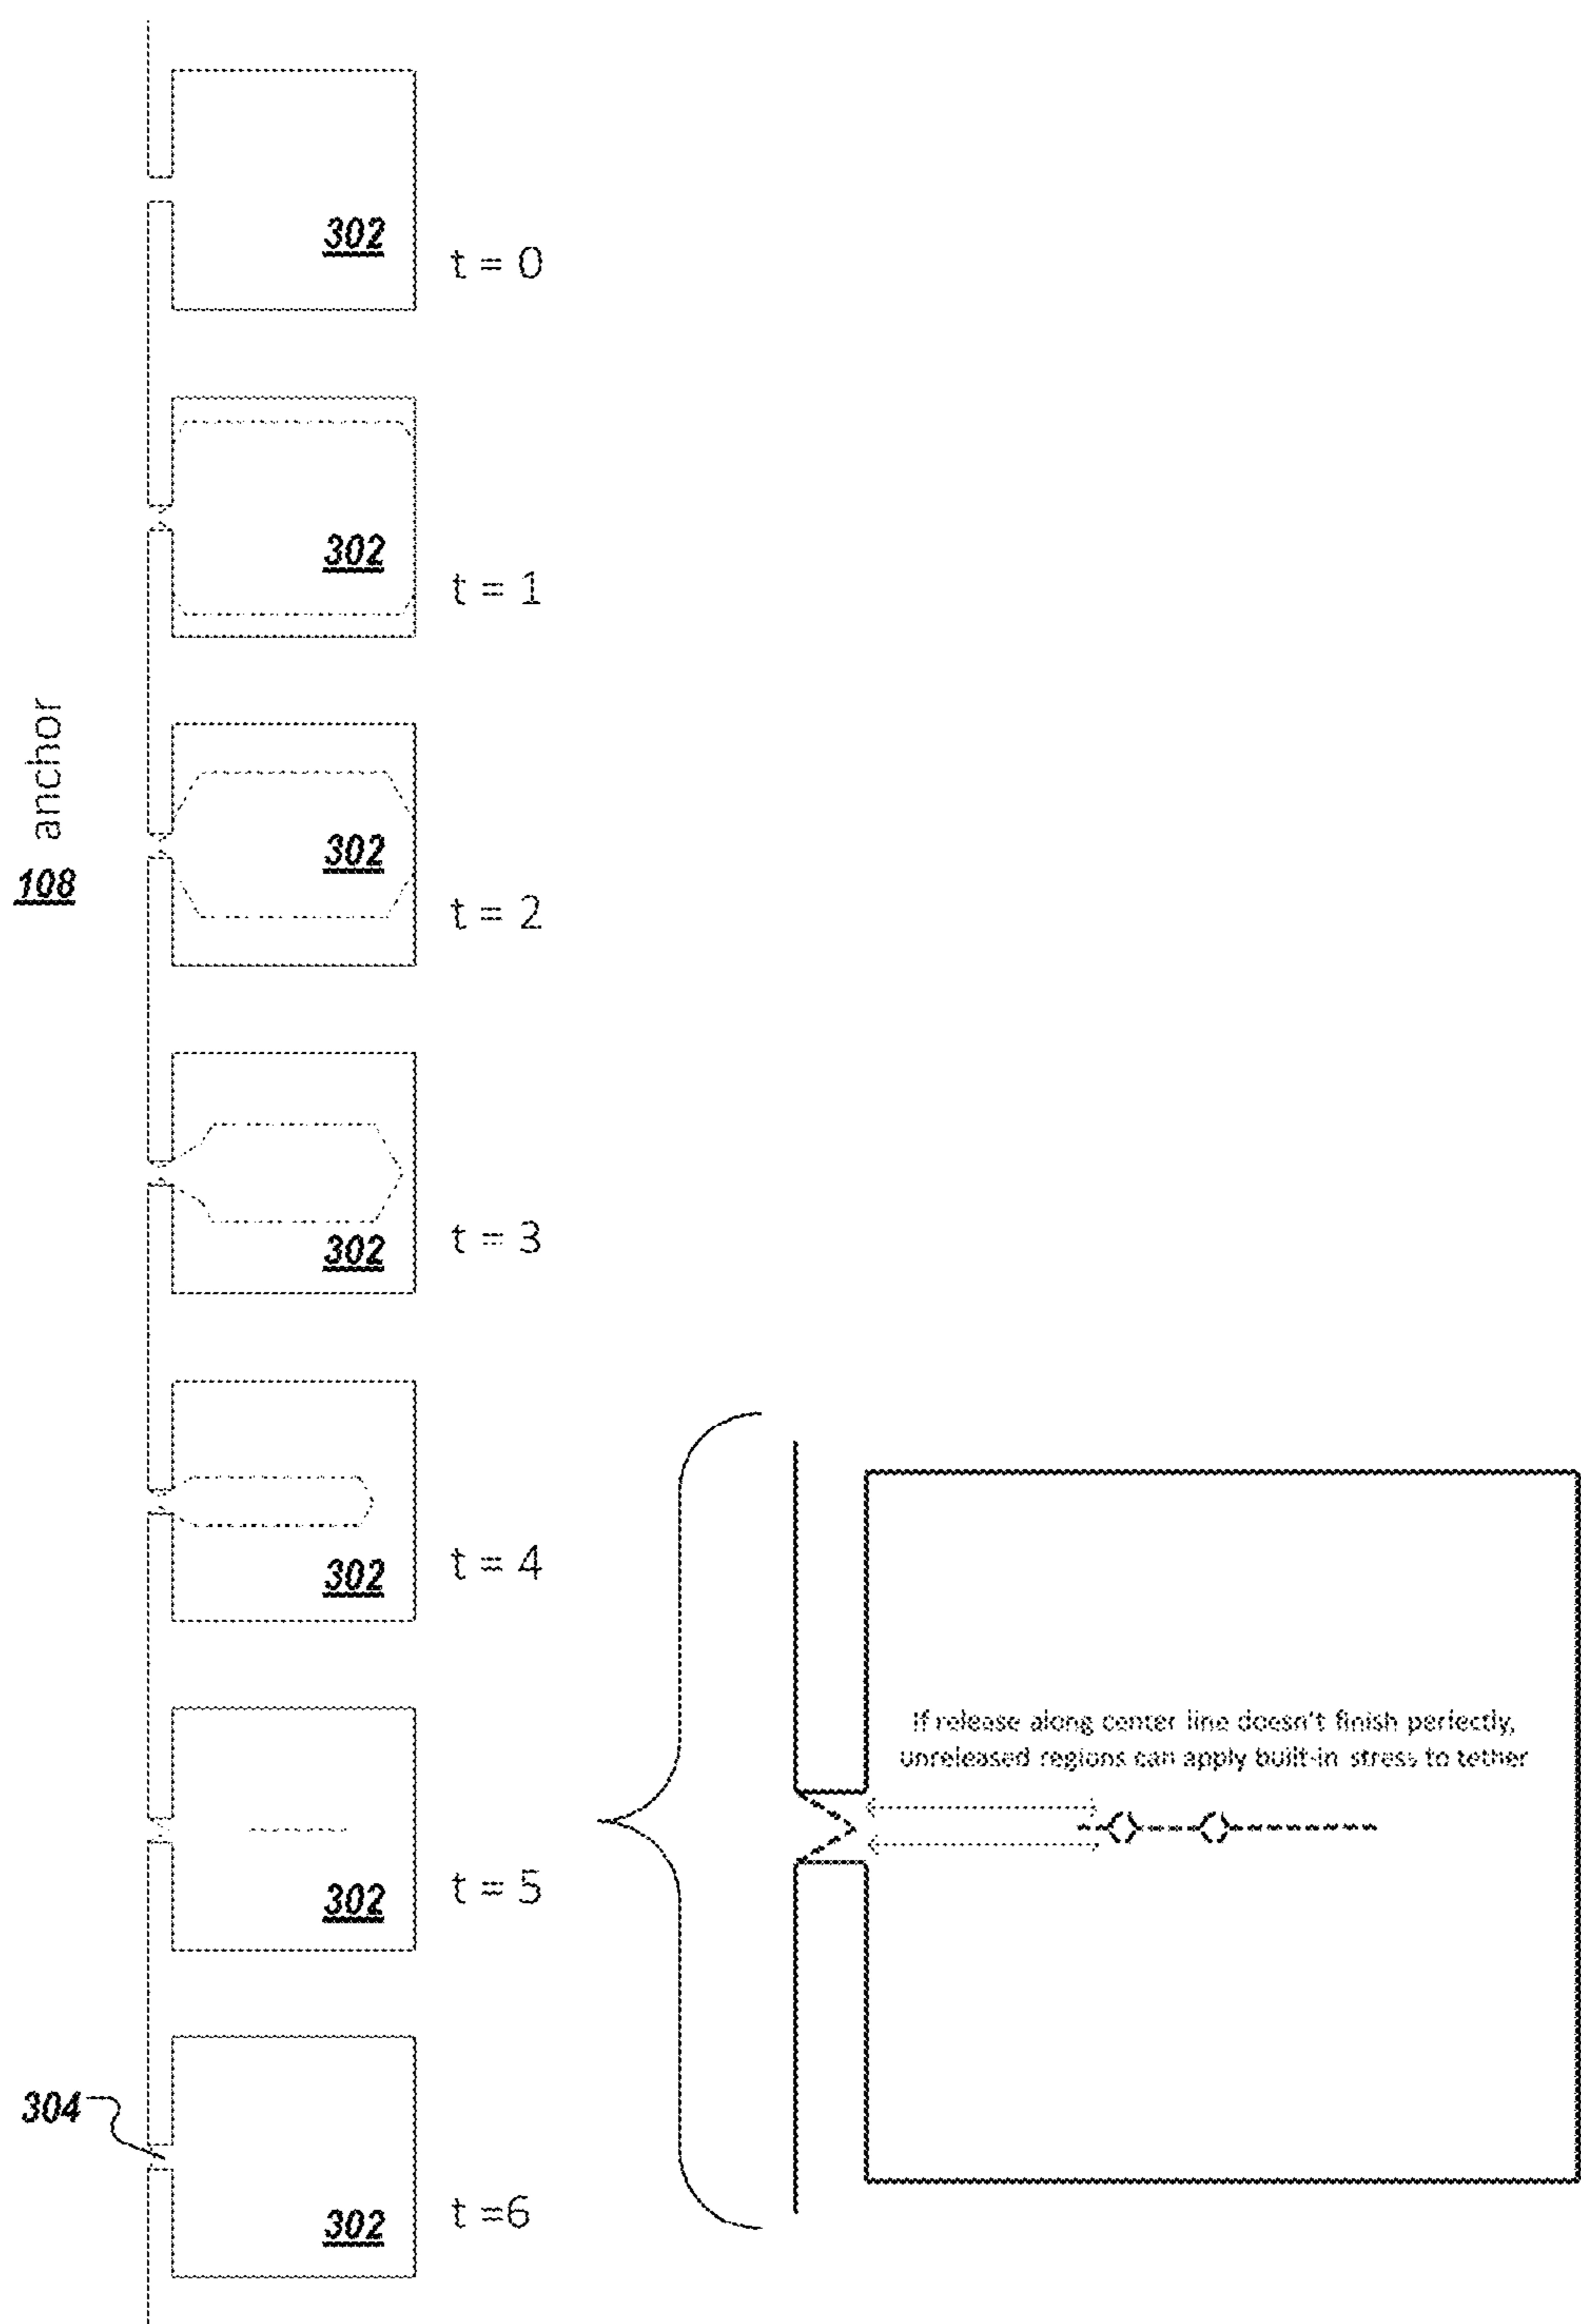 302
t = 0
302
t = 1
anchor
108
302
t = 2
302
t = 3
302
t = 4
If release along center line doesn't finish perfectly,
unreleased regions can apply built-in stress to tether
302
t = 5
304
302
t =6